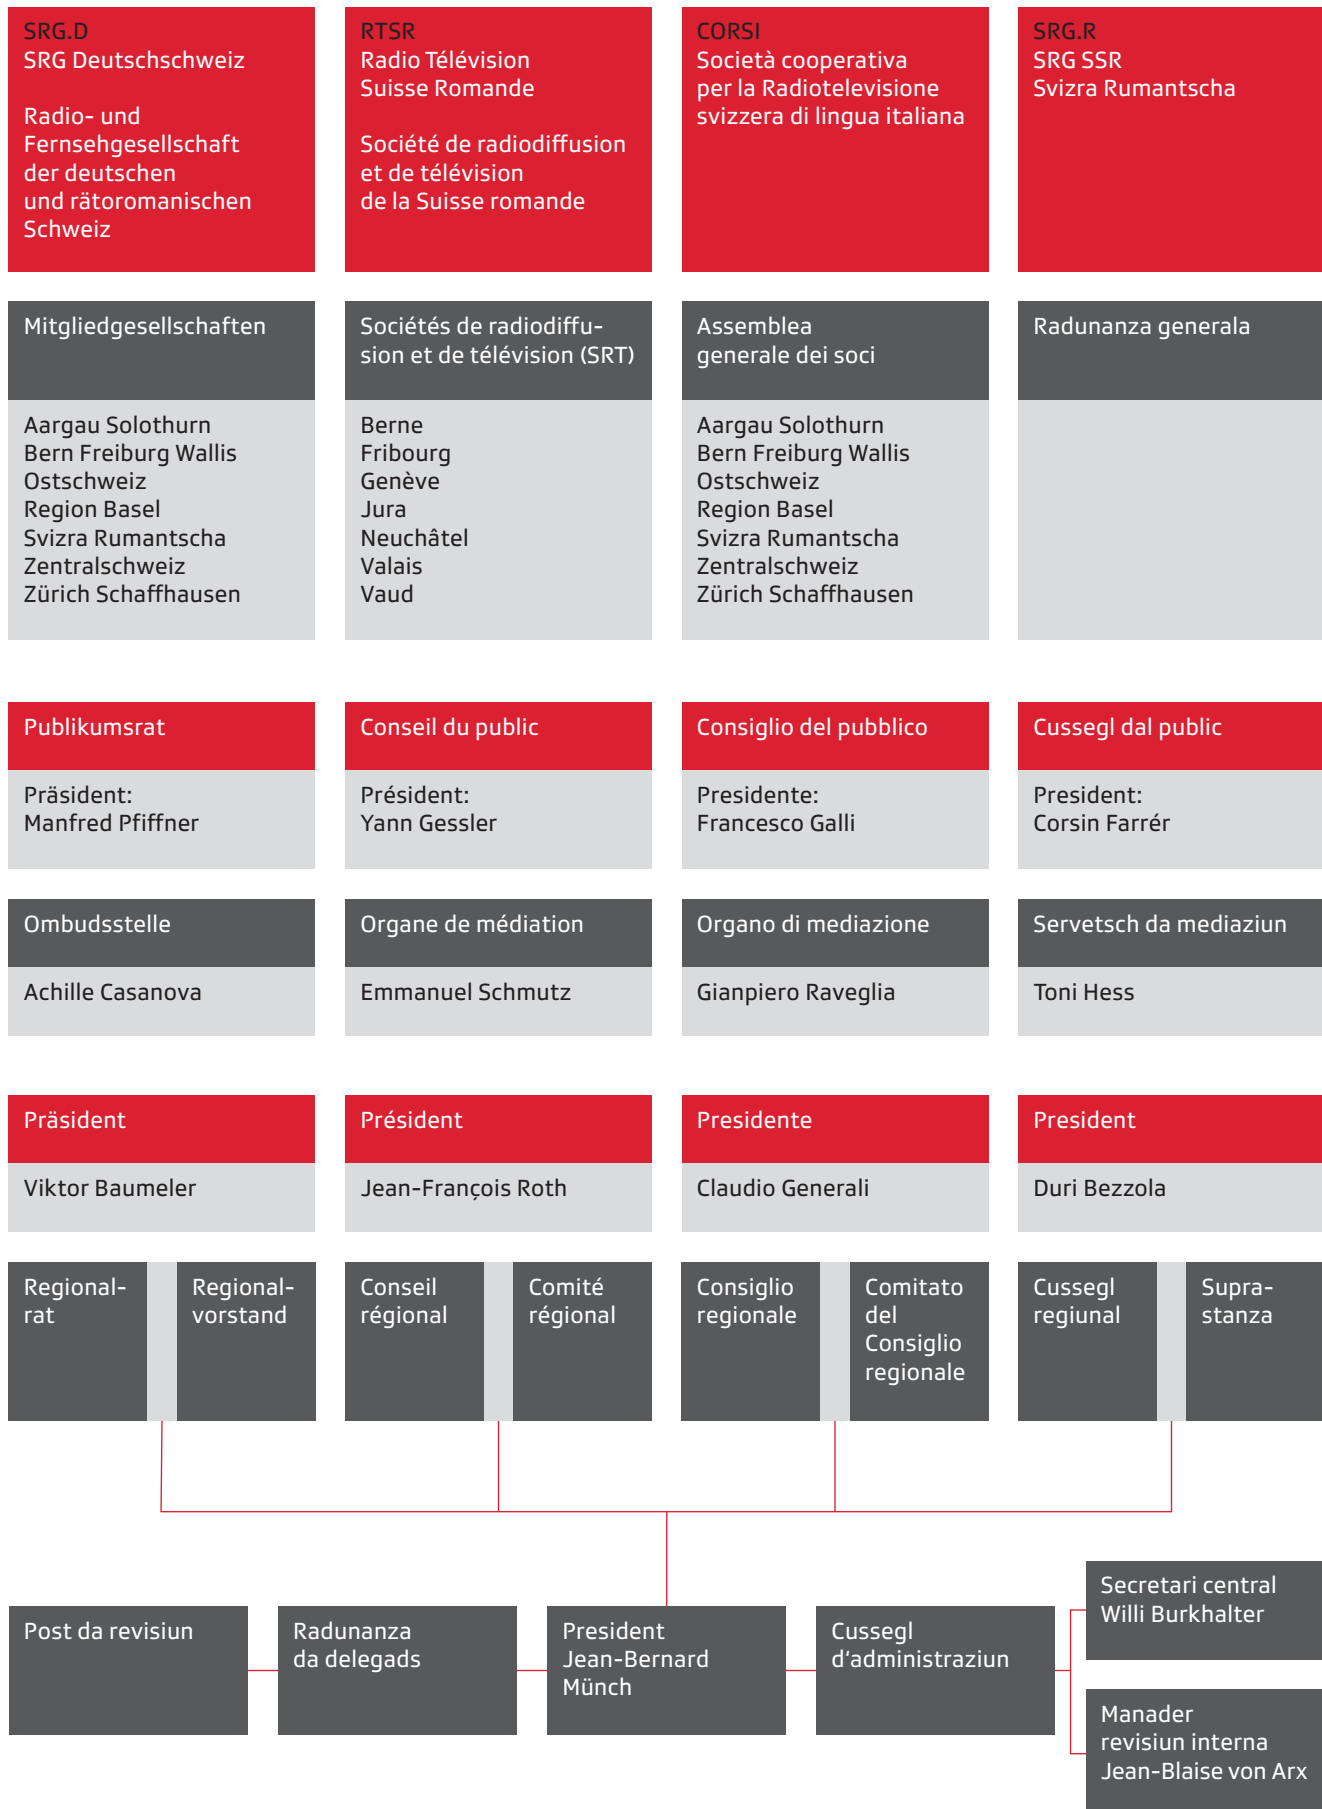 SRG.D
SRG Deutschschweiz
Radio- und
Fernsehgesellschaft
der deutschen
und rätoromanischen
Schweiz
RTSR
Radio Télévision
Suisse Romande
Société de radiodiffusion
et de télévision
de la Suisse romande
CORSI
Società cooperativa
per la Radiotelevisione
svizzera di lingua italiana
SRG.R
SRG SSR
Svizra Rumantscha
Mitgliedgesellschaften
Aargau Solothurn
Bern Freiburg Wallis
Ostschweiz
Region Basel
Svizra Rumantscha
Zentralschweiz
Zürich Schaffhausen
Sociétés de radiodiffu-
sion et de télévision (SRT)
Berne
Fribourg
Genève
Jura
Neuchâtel
Valais
Vaud
Assemblea
generale dei soci
Aargau Solothurn
Bern Freiburg Wallis
Ostschweiz
Region Basel
Svizra Rumantscha
Zentralschweiz
Zürich Schaffhausen
Radunanza generala
Publikumsrat
Präsident:
Manfred Pfiffner
Conseil du public
Président:
Yann Gessler
Consiglio del pubblico
Presidente:
Francesco Galli
Cussegl dal public
President:
Corsin Farrér
Ombudsstelle
Achille Casanova
Organe de médiation
Emmanuel Schmutz
Organo di mediazione
Gianpiero Raveglia
Servetsch da mediaziun
Toni Hess
Präsident
Viktor Baumeler
Président
Jean-François Roth
Presidente
Claudio Generali
President
Duri Bezzola
Regional-
rat
Regional-
vorstand
Conseil
régional
Comité
régional
Consiglio
regionale
Comitato
del
Consiglio
regionale
Cussegl
regiunal
Supra-
stanza
Post da revisiun
Radunanza
da delegads
President
Jean-Bernard
Münch
Cussegl
d‘administraziun
Secretari central
Willi Burkhalter
Manader
revisiun interna
Jean-Blaise von Arx